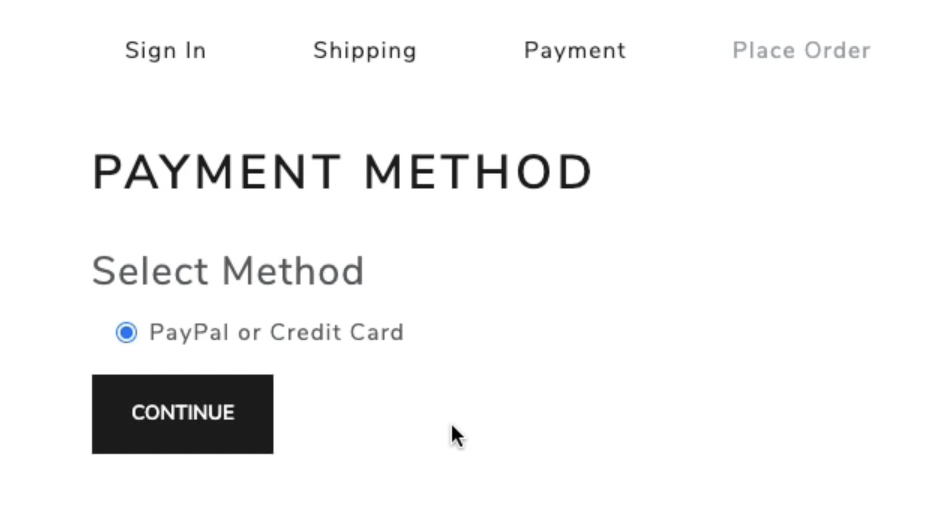 Sign In Shipping Payment Place Order
PAYMENT METHOD
Select Method
PayPal or Credit Card
CONTINUE